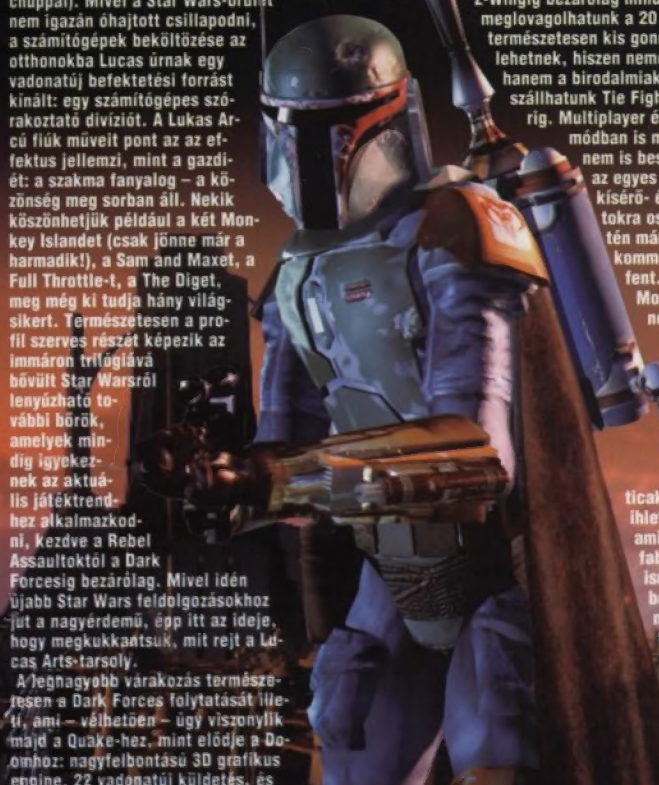 chuppal). Mivel a Star Wars-őrület
nem igazán óhajtott csillapodni,
a számítógépek beköltözése az
otthonokba Lucas úrnak egy
vadonatúj befektetési forrást
kínált: egy számítógépes szó-
rakoztató divíziót. A Lukas Ar-
cű fiúk műveit pont az az ef-
fektus jellemzi, mint a gazdi-
ét: a szakma fanyalog – a kö-
zönség meg sorban áll. Nekik
köszönhetjük például a két Mon-
key Islandet (csak jönne már a
harmadik!), a Sam and Maxet, a
Full Throttle-t, a The Diget,
meg még ki tudja hány világ-
sikert. Természetesen a pro-
fil szerves részét képezik az
immáron trilógiává
bővült Star Warsról
lenyúzható to-
vábbi bőrök,
amelyek min-
dig igyekez-
nek az aktuá-
lis játéktrend-
hez alkalmazkod-
ni, kezdve a Rebel
Assaultoktól a Dark
Forcesig bezárólag. Mivel idén
újabb Star Wars feldolgozásokhoz
jut a nagyérdemű, épp itt az ideje,
hogy megkukkantsuk, mit rejt a Lu-
cas Arts-tarsoly.
A legnagyobb várakozás természe-
tesen a Dark Forces folytatását ille-
ti, ami – vélhetően – úgy viszonylik
majd a Quake-hez, mint elődje a Do-
omhoz: nagyfelbontású 3D grafikus
engine, 22 vadonatúj küldetés, és
z-Wingig bezárólag
meglovagolhatunk a 20
természetesen kis
lehetnek, hiszen
hanem a birodalmiak
szállhatunk Tie
rig. Multiplayer
módban is
nem is
az egyes
kísérő-
tokra
tén
fent.